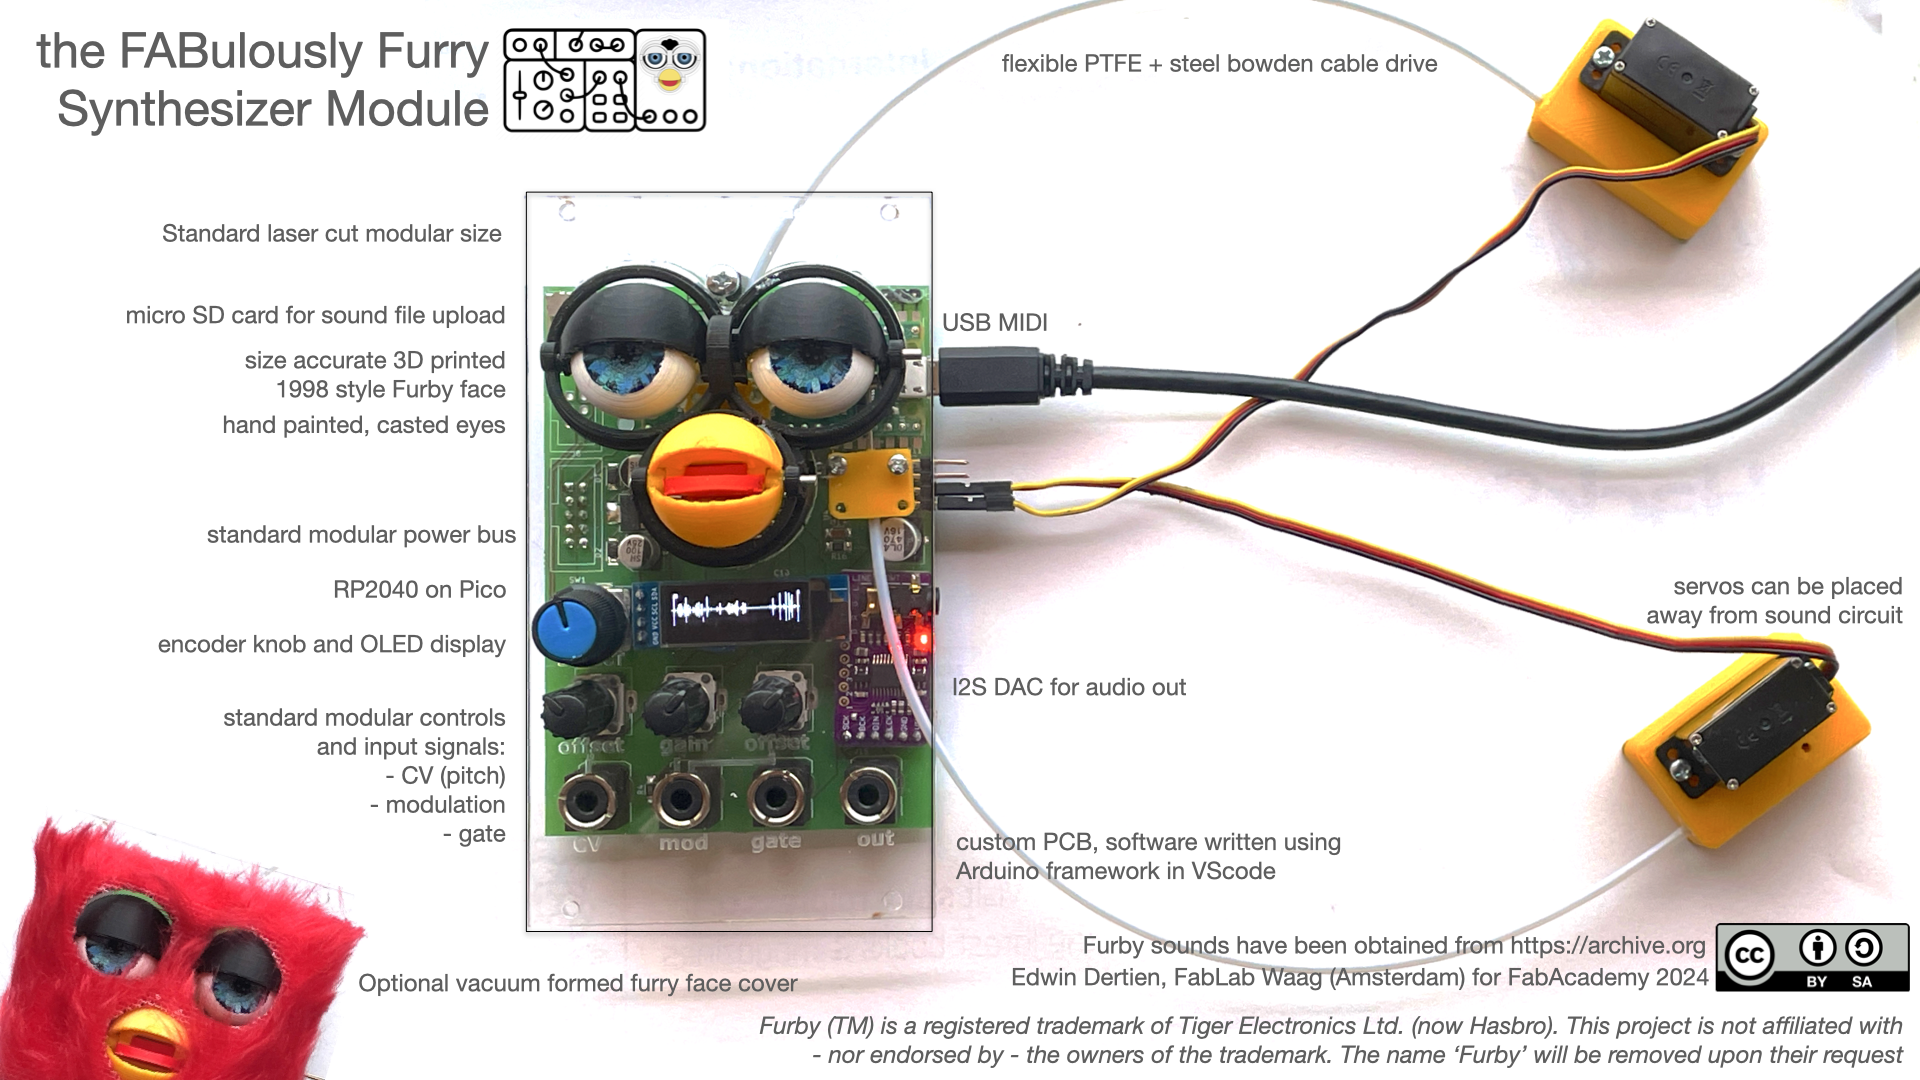 the FABulously Furry
Synthesizer Module
flexible PTFE + steel bowden cable drive
Standard laser cut modular size
micro SD card for sound file upload
USB MIDI
size accurate 3D printed
1998 style Furby face
hand painted, casted eyes
standard modular power bus
RP2040 on Pico
servos can be placed
away from sound circuit
encoder knob and OLED display
I2S DAC for audio out
standard modular controls
and input signals:
- CV (pitch)
- modulation
- gate
SW1
GND VCC SCL SDA
offset gain offset
CV mod gate out
custom PCB, software written using
Arduino framework in VScode
Optional vacuum formed furry face cover
Furby sounds have been obtained from https://archive.org
Edwin Dertien, FabLab Waag (Amsterdam) for FabAcademy 2024
CC BY SA
Furby (TM) is a registered trademark of Tiger Electronics Ltd. (now Hasbro). This project is not affiliated with
- nor endorsed by - the owners of the trademark. The name ‘Furby’ will be removed upon their request